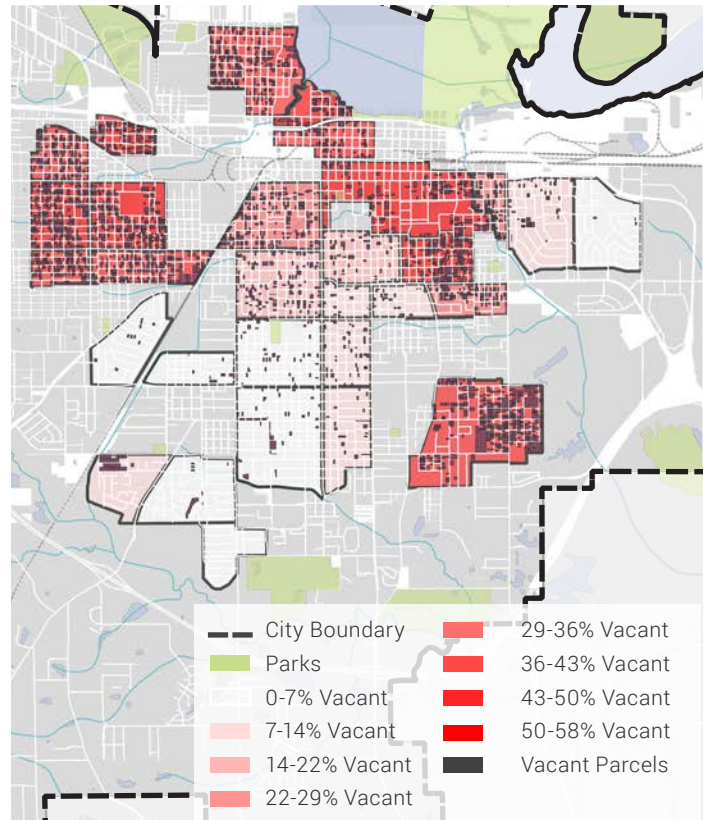 City Boundary
Parks
0-7% Vacant
7-14% Vacant
14-22% Vacant
22-29% Vacant
29-36% Vacant
36-43% Vacant
43-50% Vacant
50-58% Vacant
Vacant Parcels